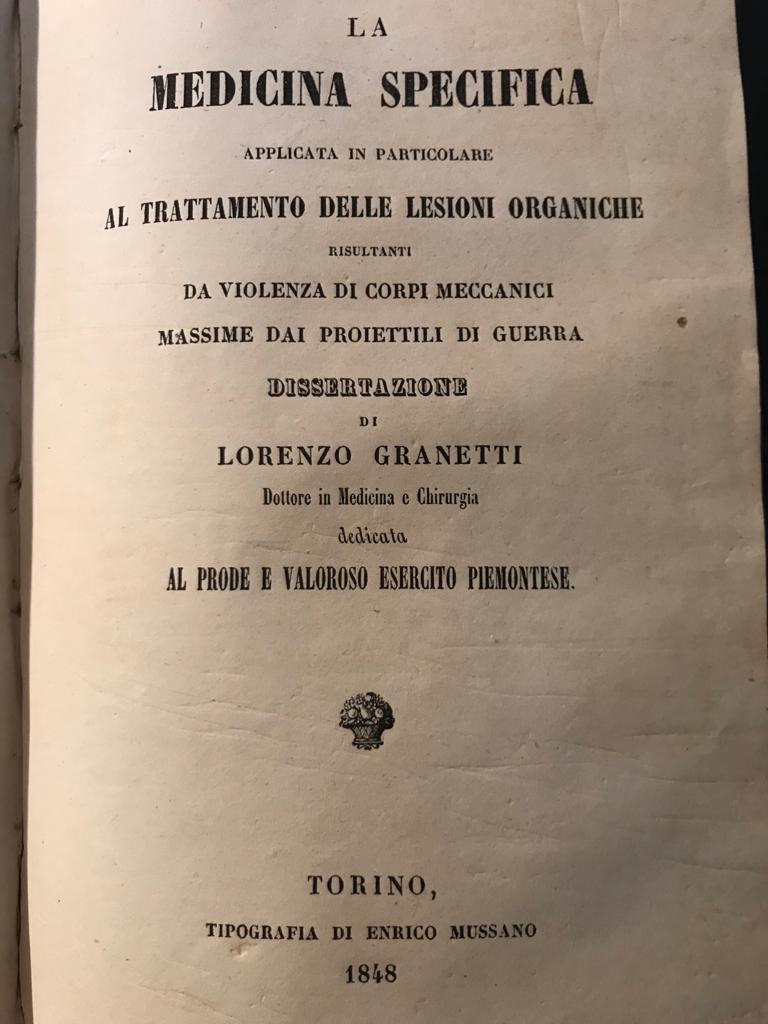 LA
MEDICINA SPECIFICA
APPLICATA IN PARTICOLARE
AL TRATTAMENTO DELLE LESIONI ORGANICHE
RISULTANTI
DA VIOLENZA DI CORPI MECCANICI
MASSIME DAI PROIETTILI DI GUERRA
DISSERTAZIONE
DI
LORENZO GRANETTI
Dottore in Medicina e Chirurgia
dedicata
AL PRODE E VALOROSO ESERCITO PIEMONTESE.
TORINO,
TIPOGRAFIA DI ENRICO MUSSANO
1848